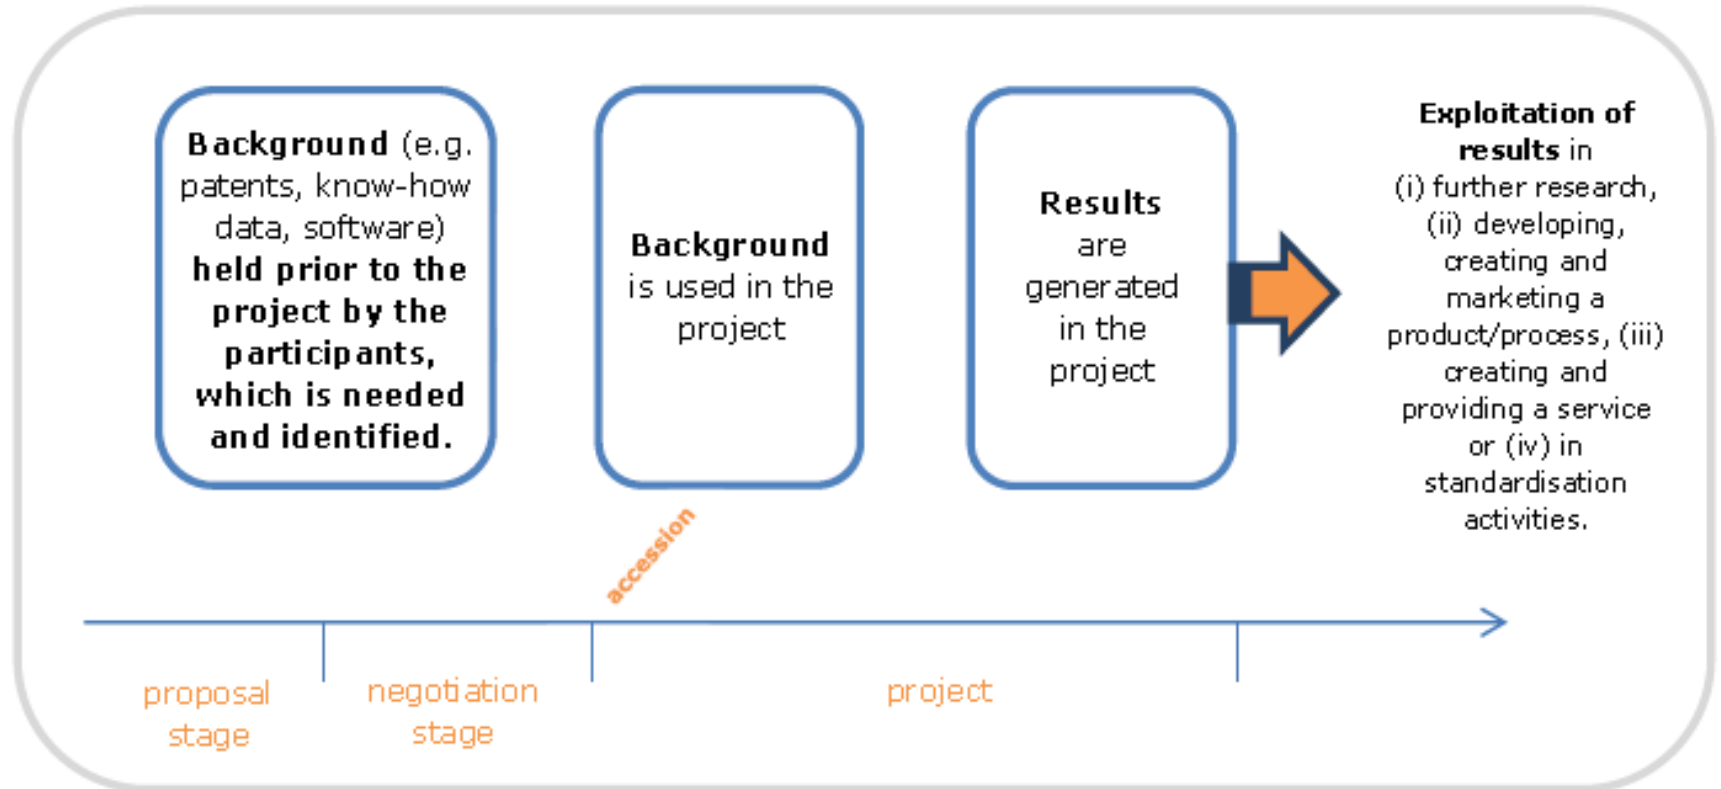 Background (e.g.
patents, know-how
data, software)
held prior to the
project by the
participants,
which is needed
and identified.
Background
is used in the
project
Results
are
generated
in the
project
Exploitation of
results in
(i) further research,
(ii) developing,
creating and
marketing a
product/process, (iii)
creating and
providing a service
or (iv) in
standardisation
activities.
accession
proposal
stage
negotiation
stage
project